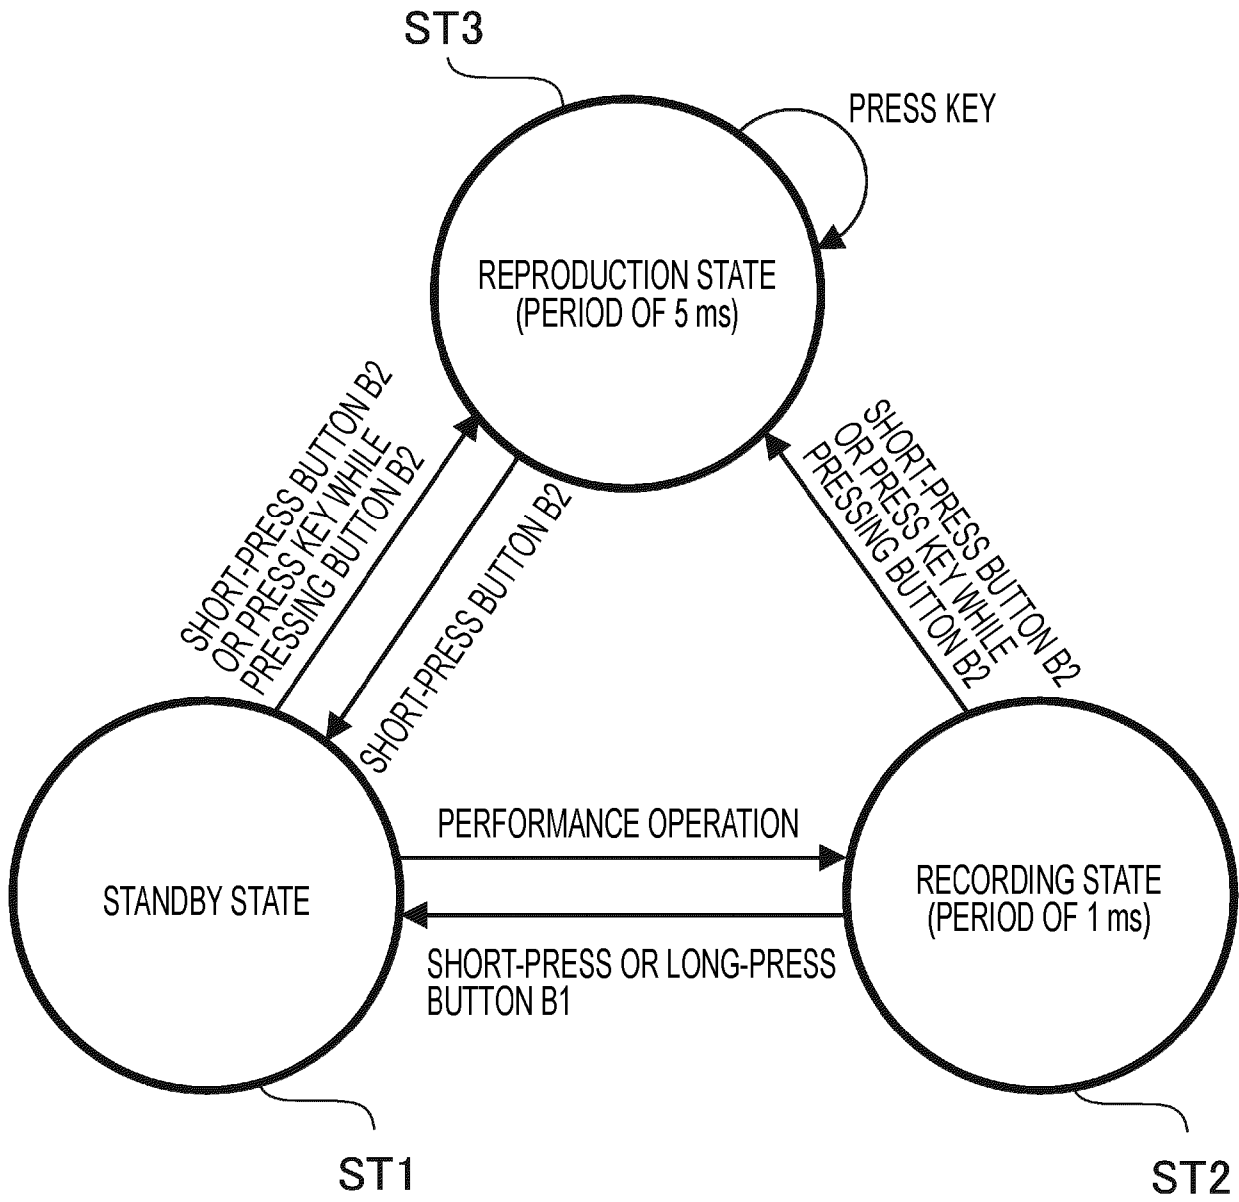 ST3
PRESS KEY
REPRODUCTION STATE
(PERIOD OF 5 ms)
SHORT-PRESS BUTTON B2
OR PRESS KEY WHILE
PRESSING BUTTON B2
SHORT-PRESS BUTTON B2
SHORT-PRESS BUTTON B2
OR PRESS KEY WHILE
PRESSING BUTTON B2
PERFORMANCE OPERATION
STANDBY STATE
RECORDING STATE
(PERIOD OF 1 ms)
SHORT-PRESS OR LONG-PRESS
BUTTON B1
ST1
ST2